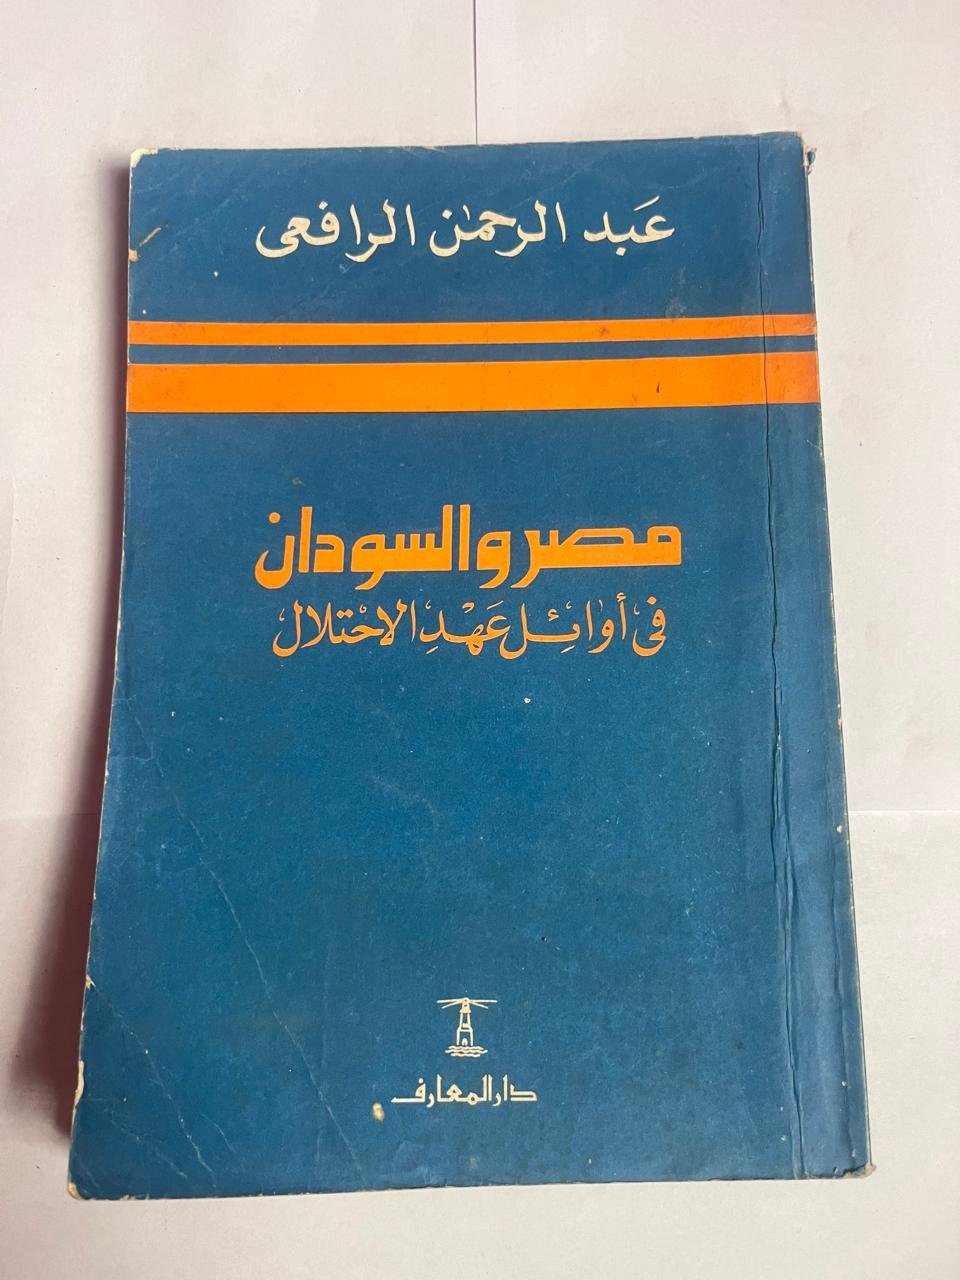 عبد الرحمن الرافعى
مصر والسودان
فى أوائل عهد الاحتلال
دار المعارف